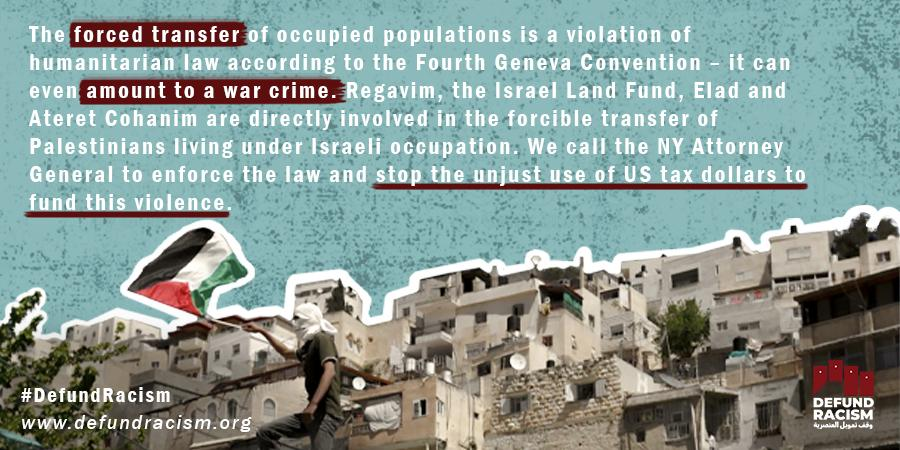 The forced transfer of occupied populations is a violation of
humanitarian law according to the Fourth Geneva Convention – it can
even amount to a war crime. Regavim, the Israel Land Fund, Elad and
Ateret Cohanim are directly involved in the forcible transfer of
Palestinians living under Israeli occupation. We call the NY Attorney
General to enforce the law and stop the unjust use of US tax dollars to
fund this violence.
#DefundRacism
www.defundracism.org
DEFUND
RACISM
وقف تمويل العنصرية